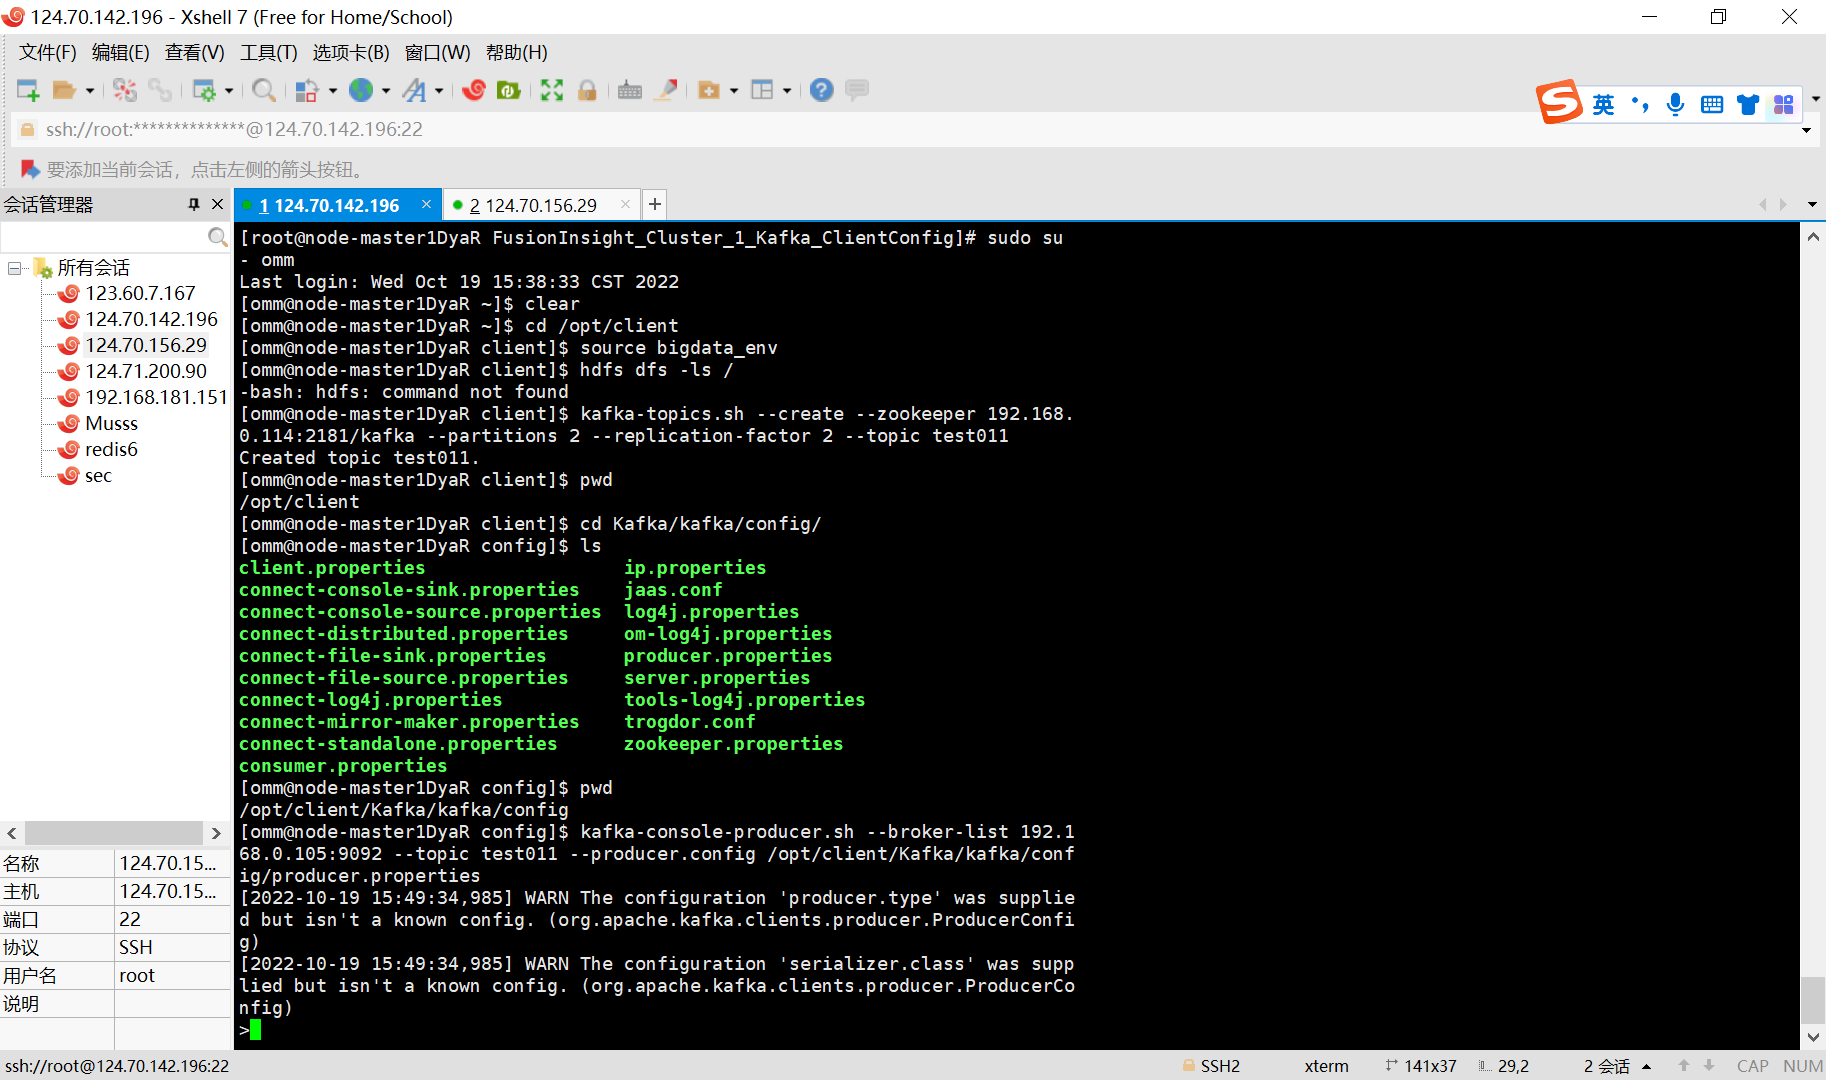 124.70.142.196 - Xshell 7 (Free for Home/School)
文件(F) 编辑(E) 查看(V) 工具(T) 选项卡(B) 窗口(W) 帮助(H)
英
ssh://root:**************@124.70.142.196:22
要添加当前会话，点击左侧的箭头按钮。
会话管理器
1 124.70.142.196
2 124.70.156.29
所有会话
123.60.7.167
124.70.142.196
124.70.156.29
124.71.200.90
192.168.181.151
Musss
redis6
sec
名称 124.70.15...
主机 124.70.15...
端口 22
协议 SSH
用户名 root
说明
[root@node-master1DyaR FusionInsight_Cluster_1_Kafka_ClientConfig]# sudo su
- omm
Last login: Wed Oct 19 15:38:33 CST 2022
[omm@node-master1DyaR ~]$ clear
[omm@node-master1DyaR ~]$ cd /opt/client
[omm@node-master1DyaR client]$ source bigdata_env
[omm@node-master1DyaR client]$ hdfs dfs -ls /
-bash: hdfs: command not found
[omm@node-master1DyaR client]$ kafka-topics.sh --create --zookeeper 192.168.
0.114:2181/kafka --partitions 2 --replication-factor 2 --topic test011
Created topic test011.
[omm@node-master1DyaR client]$ pwd
/opt/client
[omm@node-master1DyaR client]$ cd Kafka/kafka/config/
[omm@node-master1DyaR config]$ ls
client.properties ip.properties
connect-console-sink.properties jaas.conf
connect-console-source.properties log4j.properties
connect-distributed.properties om-log4j.properties
connect-file-sink.properties producer.properties
connect-file-source.properties server.properties
connect-log4j.properties tools-log4j.properties
connect-mirror-maker.properties trogdor.conf
connect-standalone.properties zookeeper.properties
consumer.properties
[omm@node-master1DyaR config]$ pwd
/opt/client/Kafka/kafka/config
[omm@node-master1DyaR config]$ kafka-console-producer.sh --broker-list 192.1
68.0.105:9092 --topic test011 --producer.config /opt/client/Kafka/kafka/conf
ig/producer.properties
[2022-10-19 15:49:34,985] WARN The configuration 'producer.type' was supplie
d but isn't a known config. (org.apache.kafka.clients.producer.ProducerConfi
g)
[2022-10-19 15:49:34,985] WARN The configuration 'serializer.class' was supp
lied but isn't a known config. (org.apache.kafka.clients.producer.ProducerCo
nfig)
>
ssh://root@124.70.142.196:22 SSH2 xterm 141x37 29,2 2 会话 CAP NUM